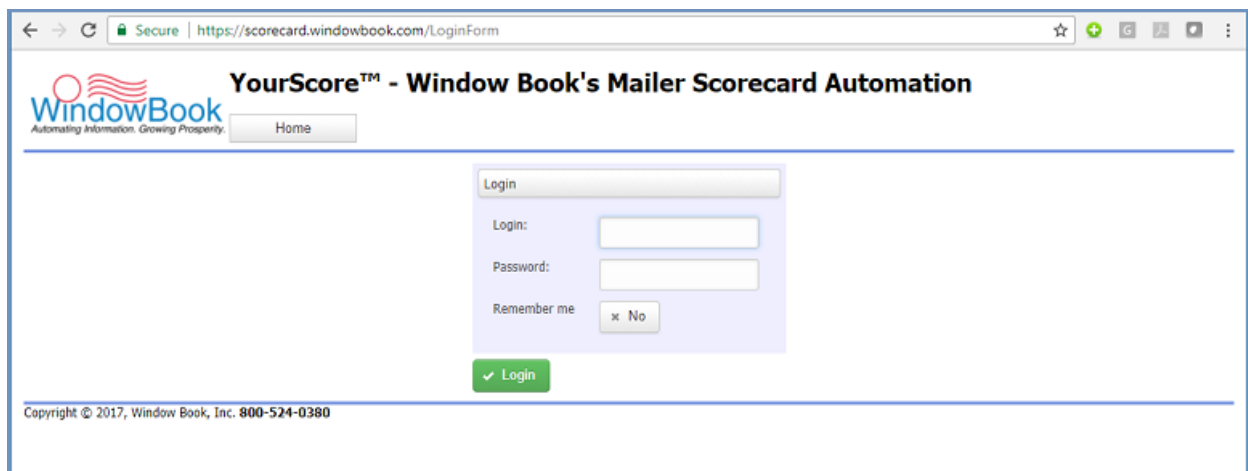 Secure | https://scorecard.windowbook.com/LoginForm
YourScore™ - Window Book's Mailer Scorecard Automation
WindowBook
Automating Information. Growing Prosperity.
Home
Login
Login:
Password:
Remember me
No
Login
Copyright © 2017, Window Book, Inc. 800-524-0380